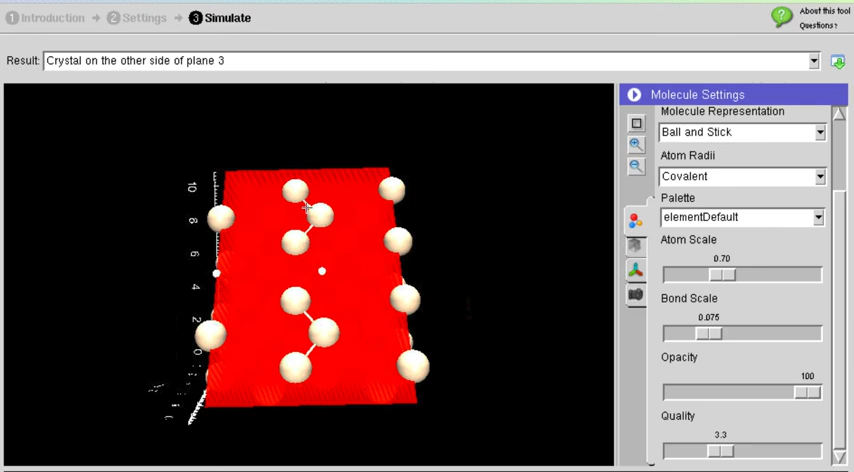 1 Introduction → 2 Settings → 3 Simulate
About this tool
Questions?
Result: Crystal on the other side of plane 3
Molecule Settings
Molecule Representation
Ball and Stick
Atom Radii
Covalent
Palette
elementDefault
Atom Scale
0.70
Bond Scale
0.075
Opacity
100
Quality
3.3
10
8
6
4
2
0